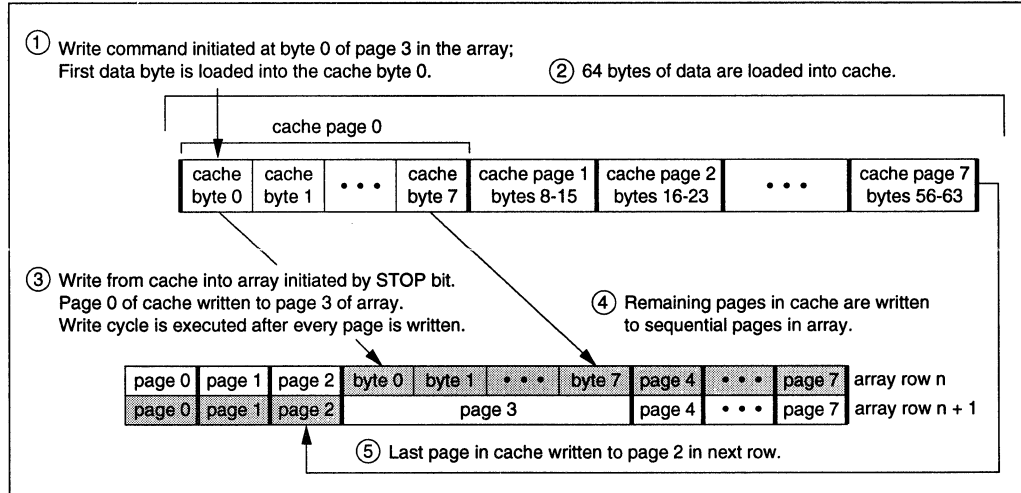 ① Write command initiated at byte 0 of page 3 in the array;
First data byte is loaded into the cache byte 0.
② 64 bytes of data are loaded into cache.
cache page 0
cache byte 0 cache byte 1 • • • cache byte 7 cache page 1 bytes 8-15 cache page 2 bytes 16-23 • • • cache page 7 bytes 56-63
③ Write from cache into array initiated by STOP bit.
Page 0 of cache written to page 3 of array.
Write cycle is executed after every page is written.
④ Remaining pages in cache are written
to sequential pages in array.
page 0 page 1 page 2 byte 0 byte 1 • • • byte 7 page 4 • • • page 7 array row n
page 0 page 1 page 2 page 3 page 4 • • • page 7 array row n + 1
⑤ Last page in cache written to page 2 in next row.